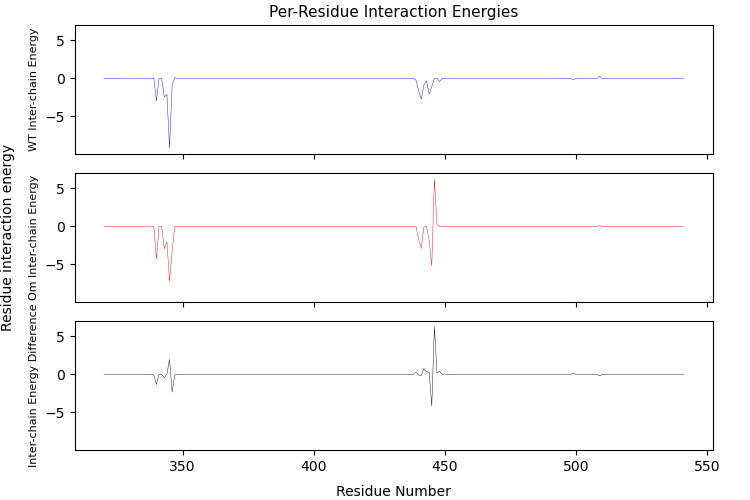 Per-Residue Interaction Energies
Residue interaction energy
WT Inter-chain Energy
5
0
−5
Om Inter-chain Energy
5
0
−5
Inter-chain Energy Difference
5
0
−5
350
400
450
500
550
Residue Number